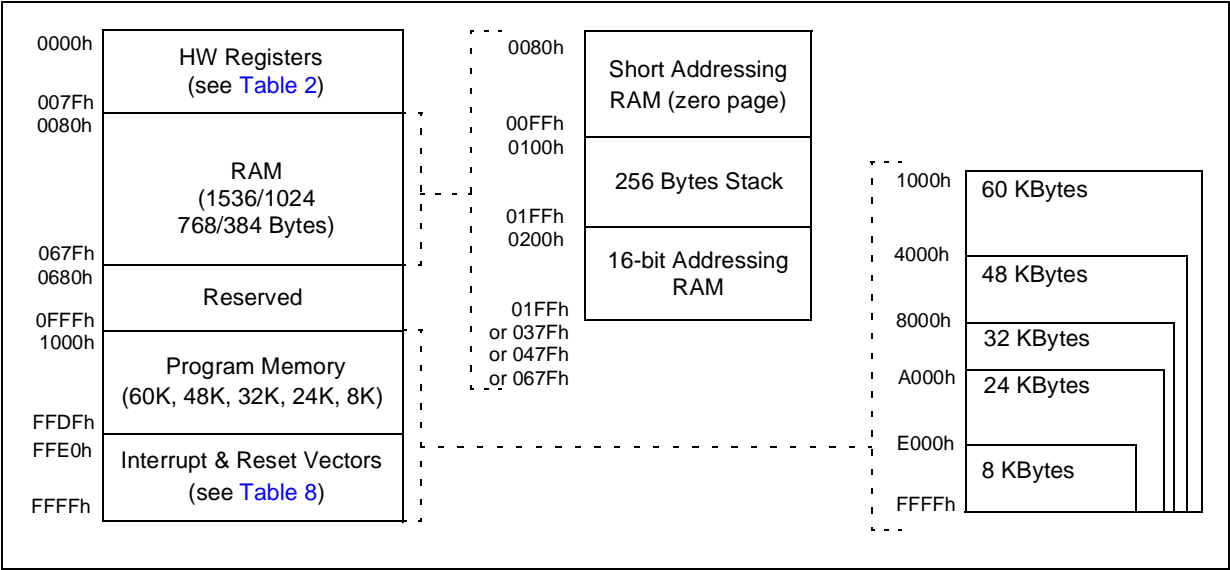 0000h
HW Registers
(see Table 2)
007Fh
0080h
RAM
(1536/1024
768/384 Bytes)
067Fh
0680h
Reserved
0FFFh
1000h
Program Memory
(60K, 48K, 32K, 24K, 8K)
FFDFh
FFE0h
Interrupt & Reset Vectors
(see Table 8)
FFFFh
0080h
Short Addressing
RAM (zero page)
00FFh
0100h
256 Bytes Stack
01FFh
0200h
16-bit Addressing
RAM
01FFh
or 037Fh
or 047Fh
or 067Fh
1000h
60 KBytes
4000h
48 KBytes
8000h
32 KBytes
A000h
24 KBytes
E000h
8 KBytes
FFFFh